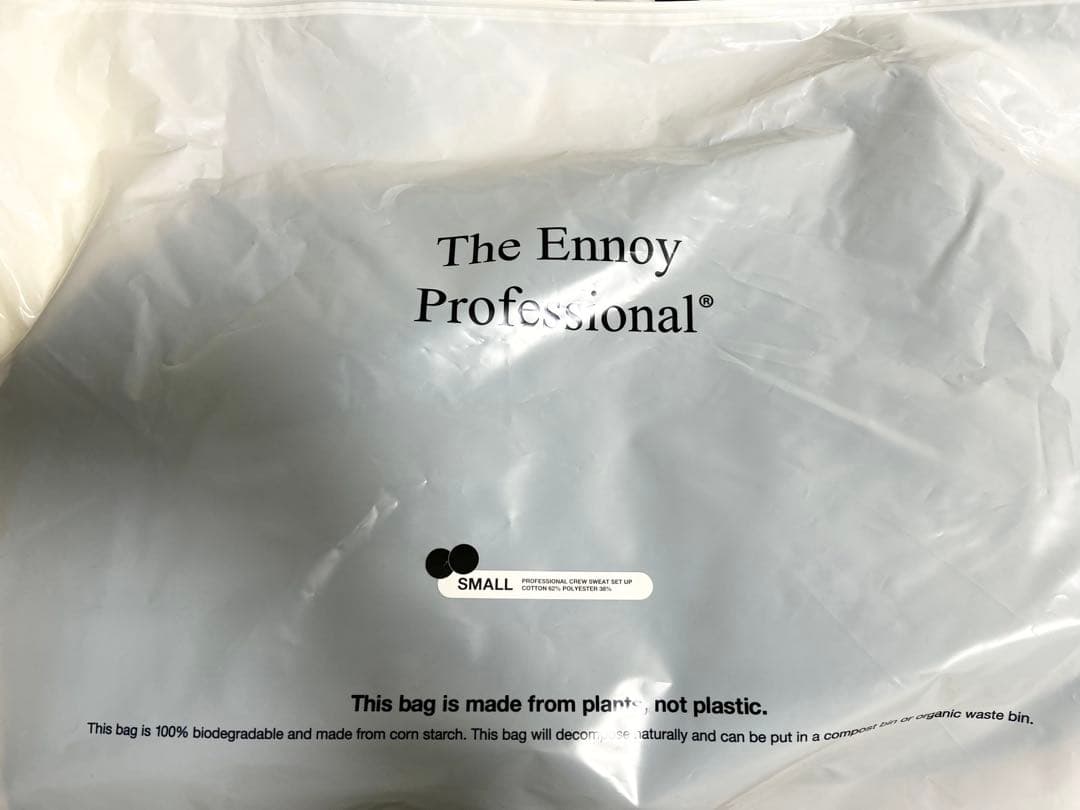 The Ennoy
Professional®
SMALL PROFESSIONAL CREW SWEAT SET UP
COTTON 62% POLYESTER 38%
This bag is made from plants, not plastic.
This bag is 100% biodegradable and made from corn starch. This bag will decompose naturally and can be put in a compost bin or organic waste bin.